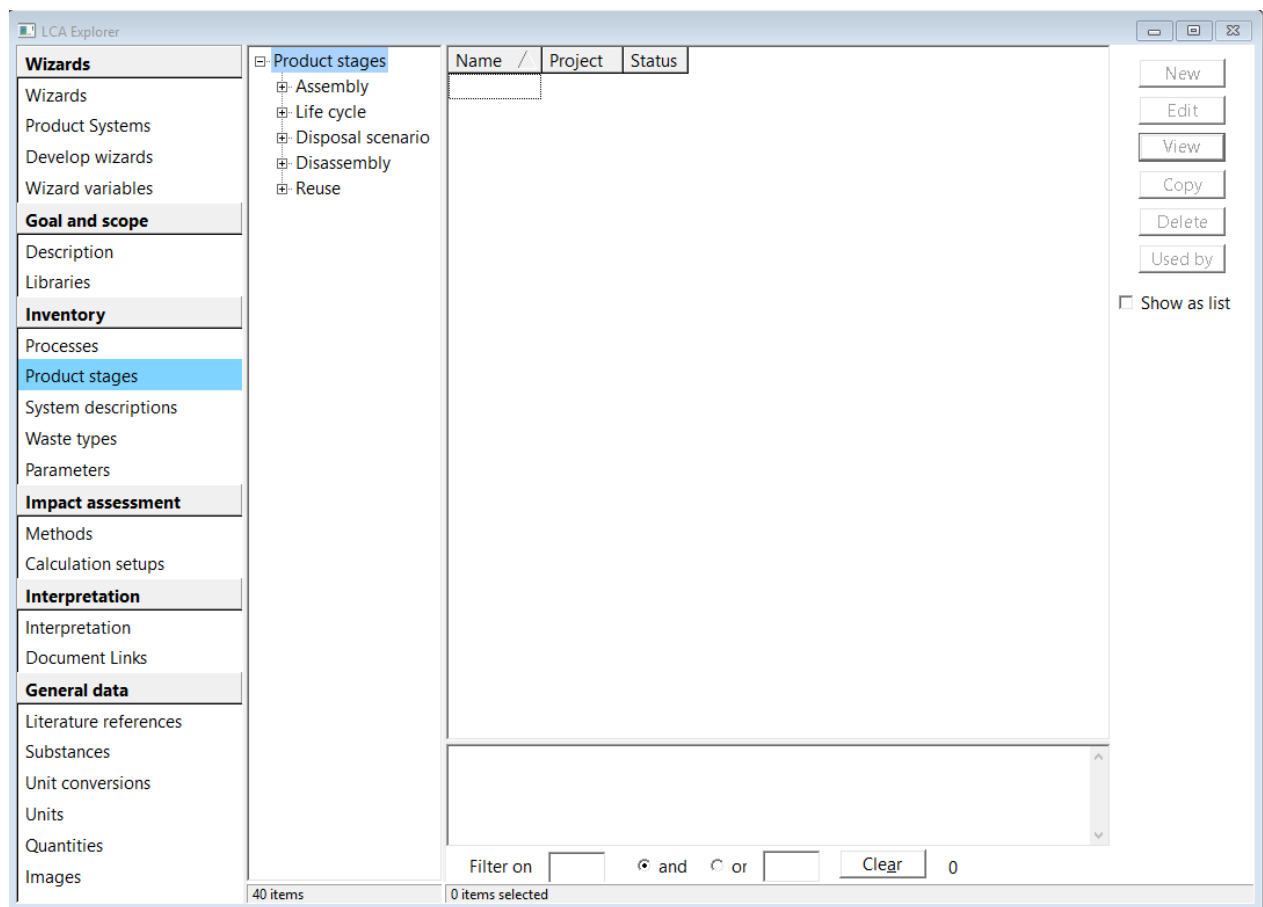 LCA Explorer
Wizards
Wizards
Product Systems
Develop wizards
Wizard variables
Goal and scope
Description
Libraries
Inventory
Processes
Product stages
System descriptions
Waste types
Parameters
Impact assessment
Methods
Calculation setups
Interpretation
Interpretation
Document Links
General data
Literature references
Substances
Unit conversions
Units
Quantities
Images
Product stages
Assembly
Life cycle
Disposal scenario
Disassembly
Reuse
40 items
Name Project Status
Filter on and or Clear 0
0 items selected
New
Edit
View
Copy
Delete
Used by
Show as list